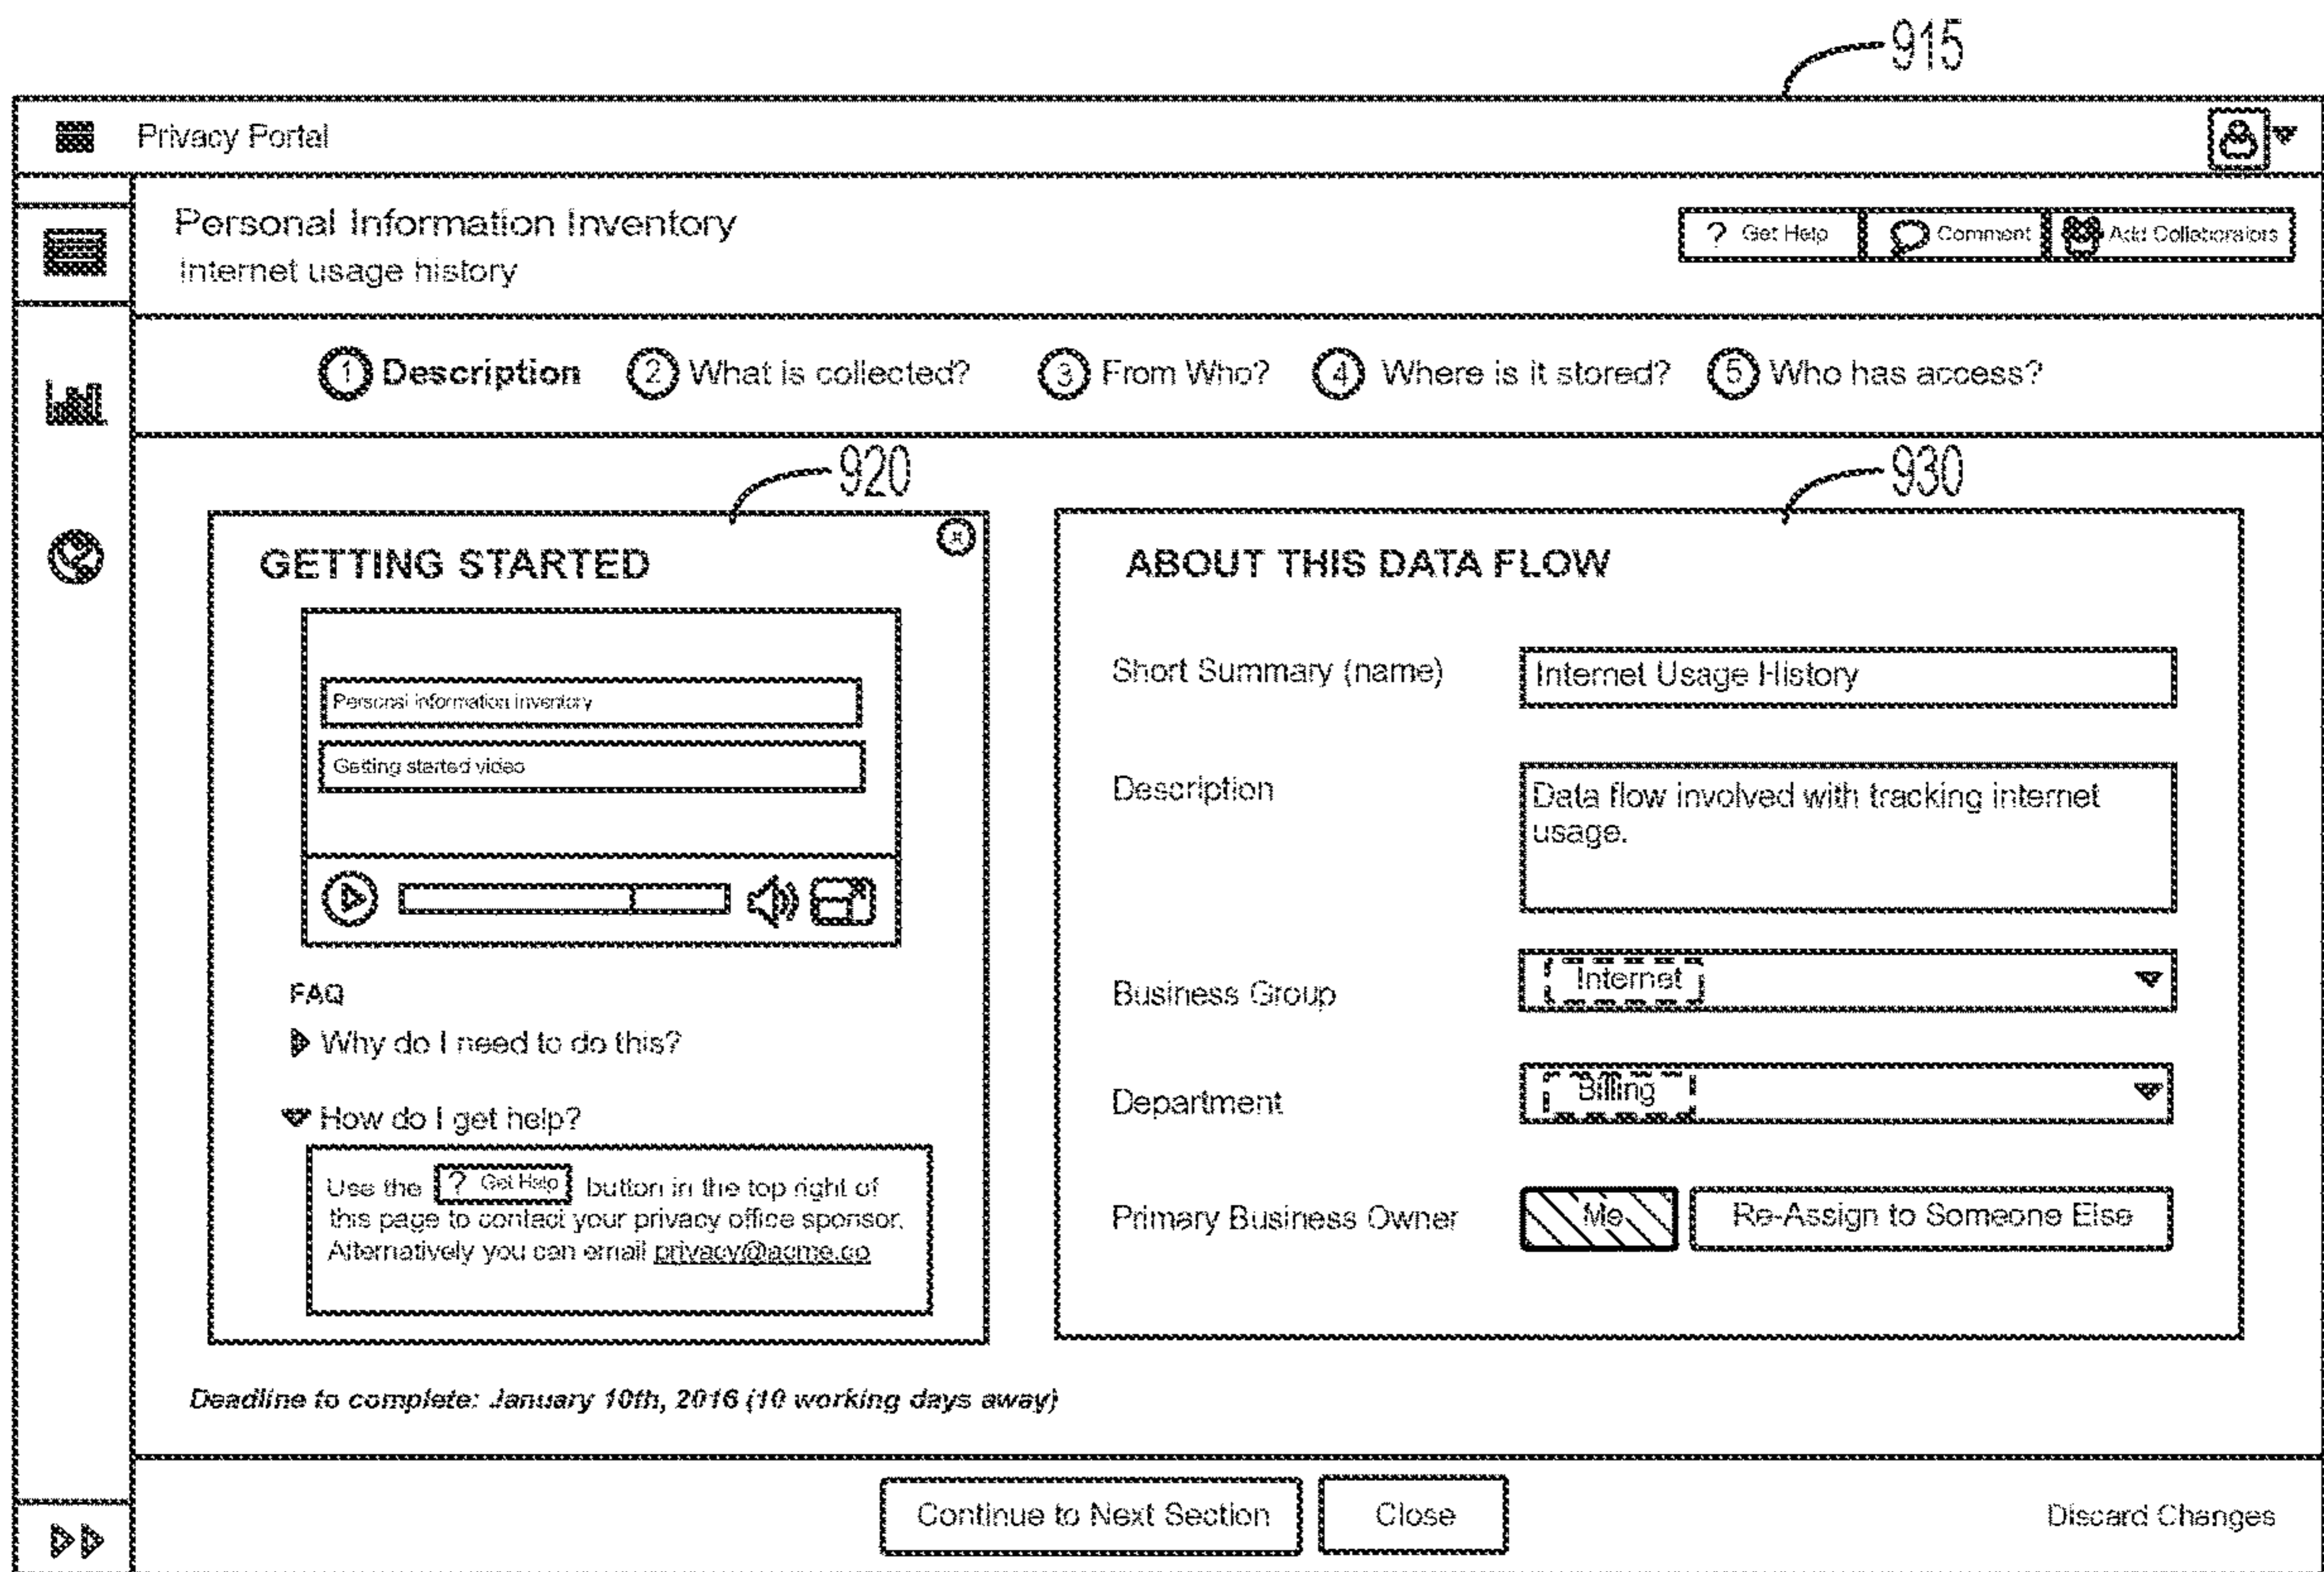 915
Privacy Portal
Personal Information Inventory
Internet usage history
? Get Help
Comment
Add Collaborators
1 Description
2 What is collected?
3 From Who?
4 Where is it stored?
5 Who has access?
920
930
GETTING STARTED
x
Personal information inventory
Getting started video
FAQ
Why do I need to do this?
How do I get help?
Use the ? Get Help button in the top right of
this page to contact your privacy office sponsor.
Alternatively you can email privacy@acme.co
ABOUT THIS DATA FLOW
Short Summary (name)
Internet Usage History
Description
Data flow involved with tracking internet
usage.
Business Group
Internet
Department
Billing
Primary Business Owner
Me
Re-Assign to Someone Else
Deadline to complete: January 10th, 2016 (10 working days away)
Continue to Next Section
Close
Discard Changes